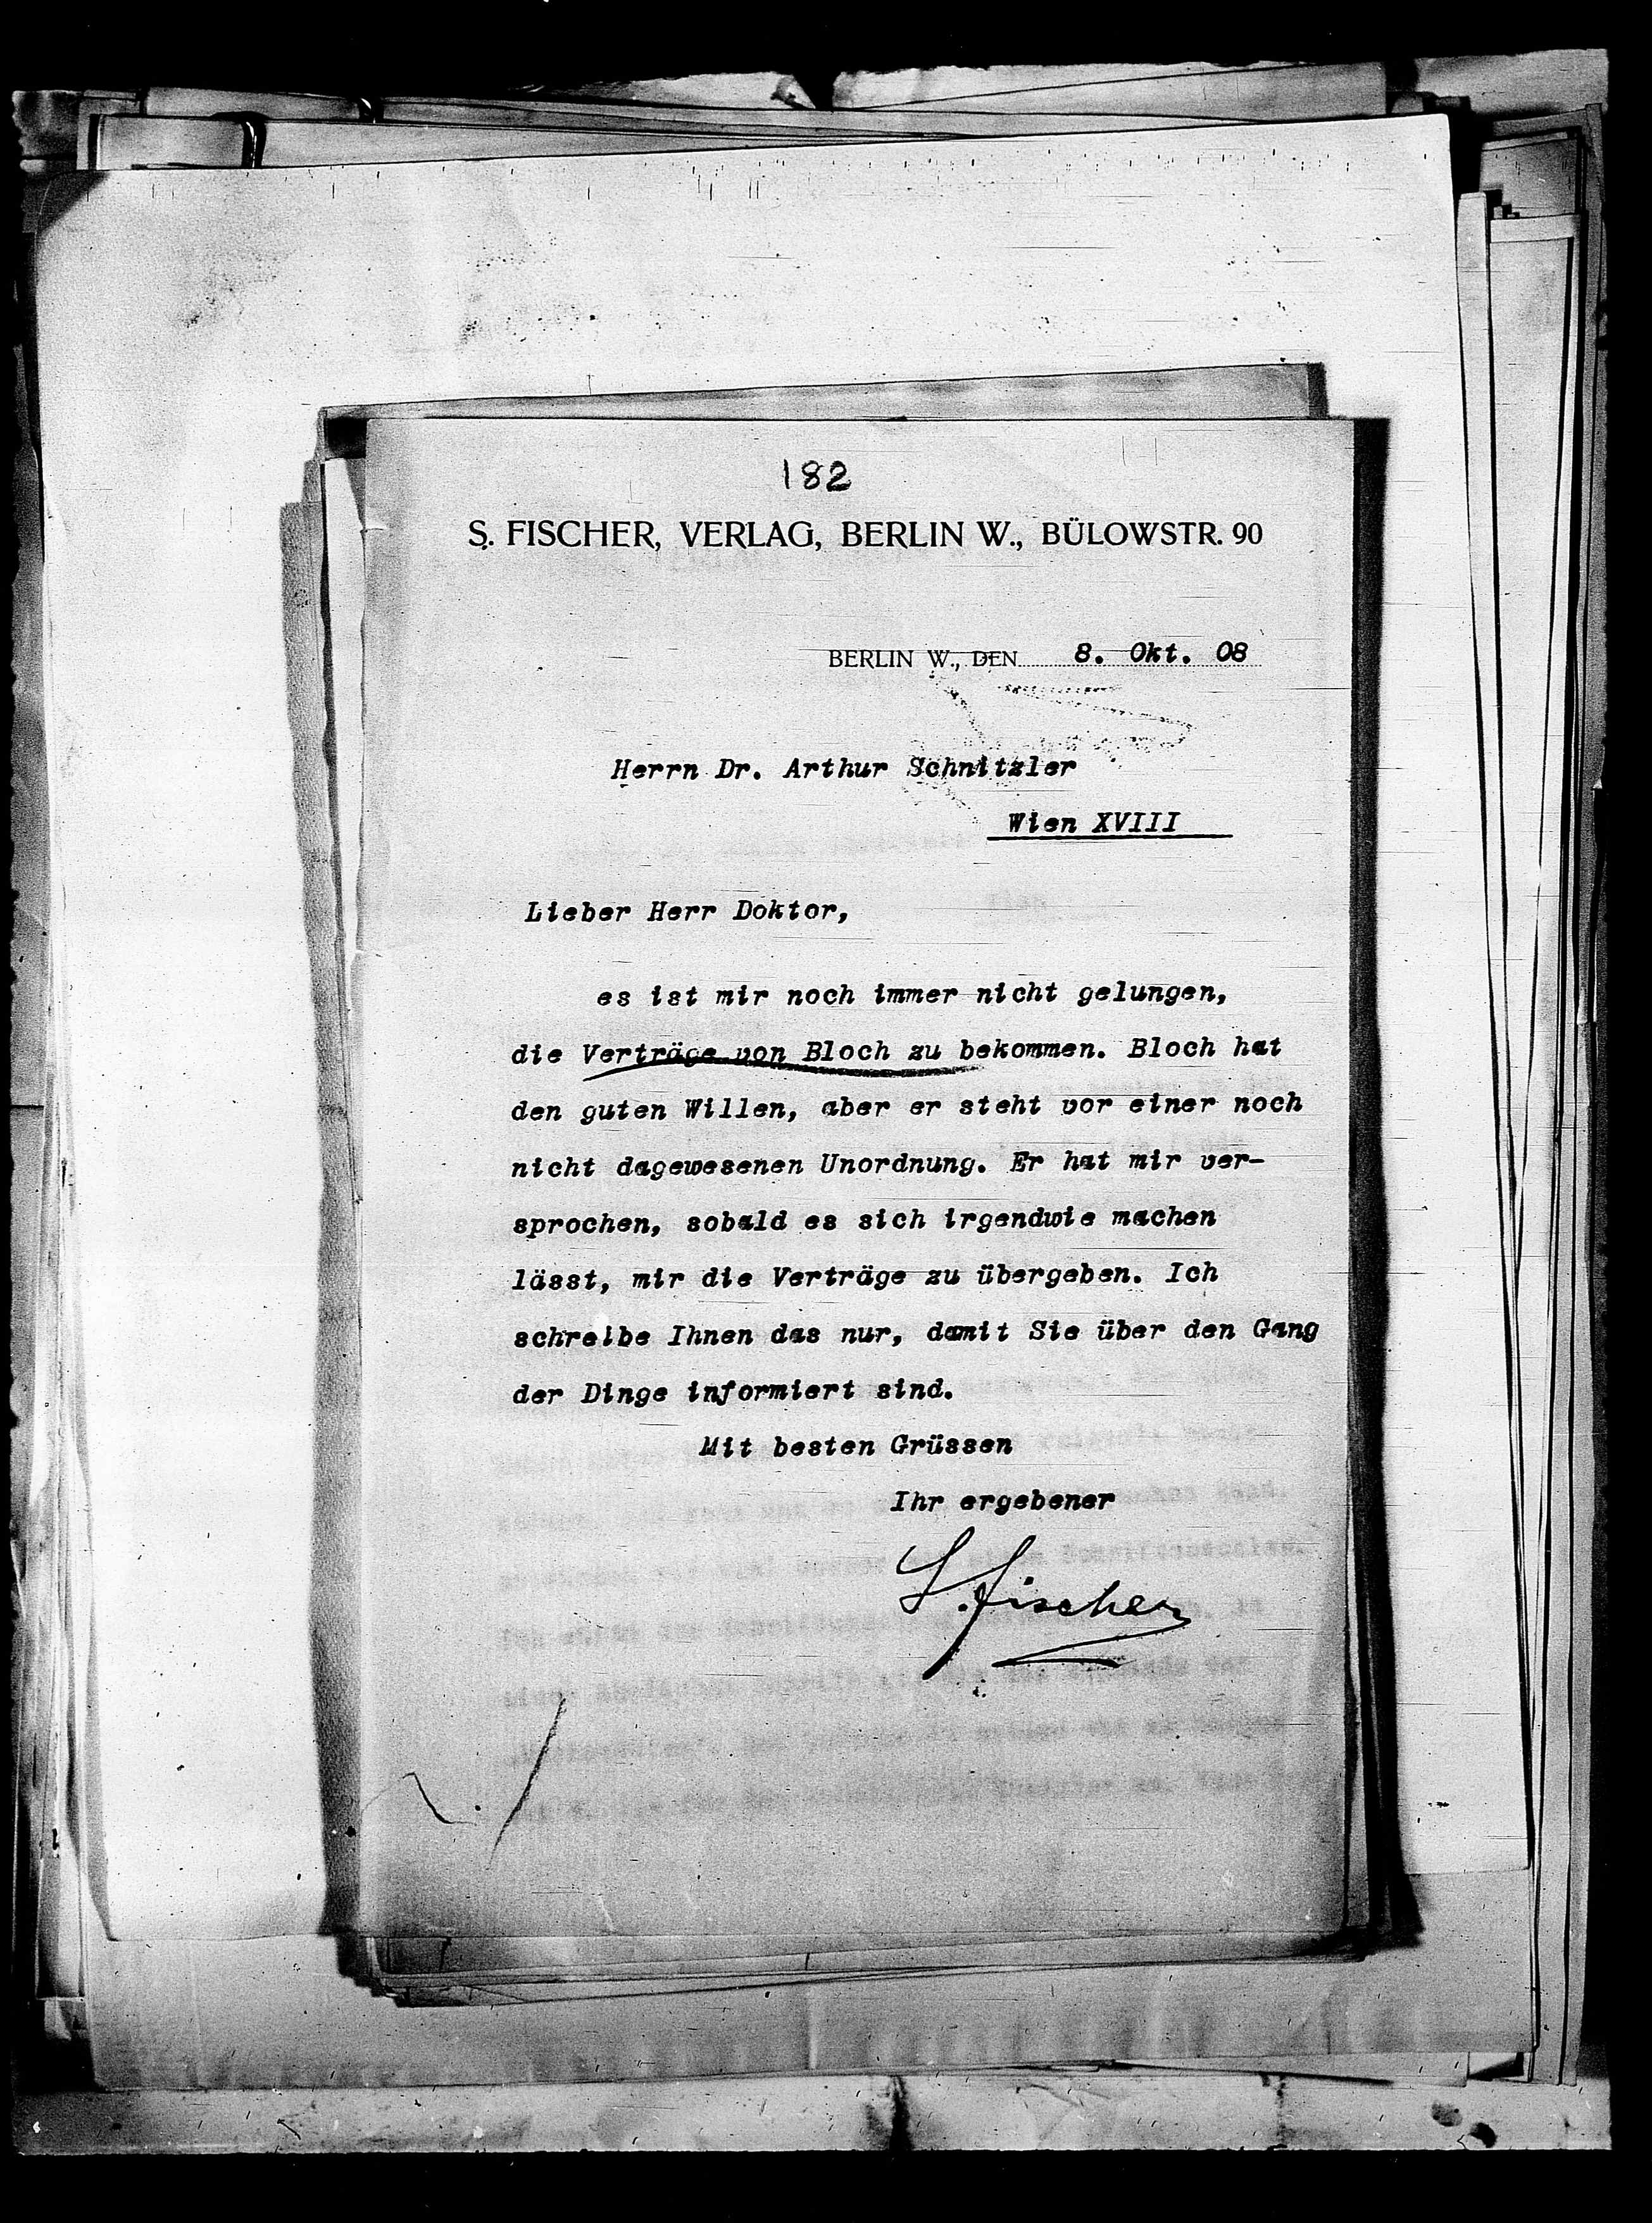 182
S. FISCHER, VERLAG, BERLIN W., BÜLOWSTR. 90
BERLIN W., DEN 8. Okt. 08
Herrn Dr. Arthur Schnitzler
Wien XVIII
Lieber Herr Doktor,
es ist mir noch immer nicht gelungen,
die Verträge von Bloch zu bekommen. Bloch hat
den guten Willen, aber er steht vor einer noch
nicht dagewesenen Unordnung. Er hat mir ver-
sprochen, sobald es sich irgendwie machen
lässt, mir die Verträge zu übergeben. Ich
schreibe Ihnen das nur, damit Sie über den Gang
der Dinge informiert sind.
Mit besten Grüssen
Ihr ergebener
S. Fischer